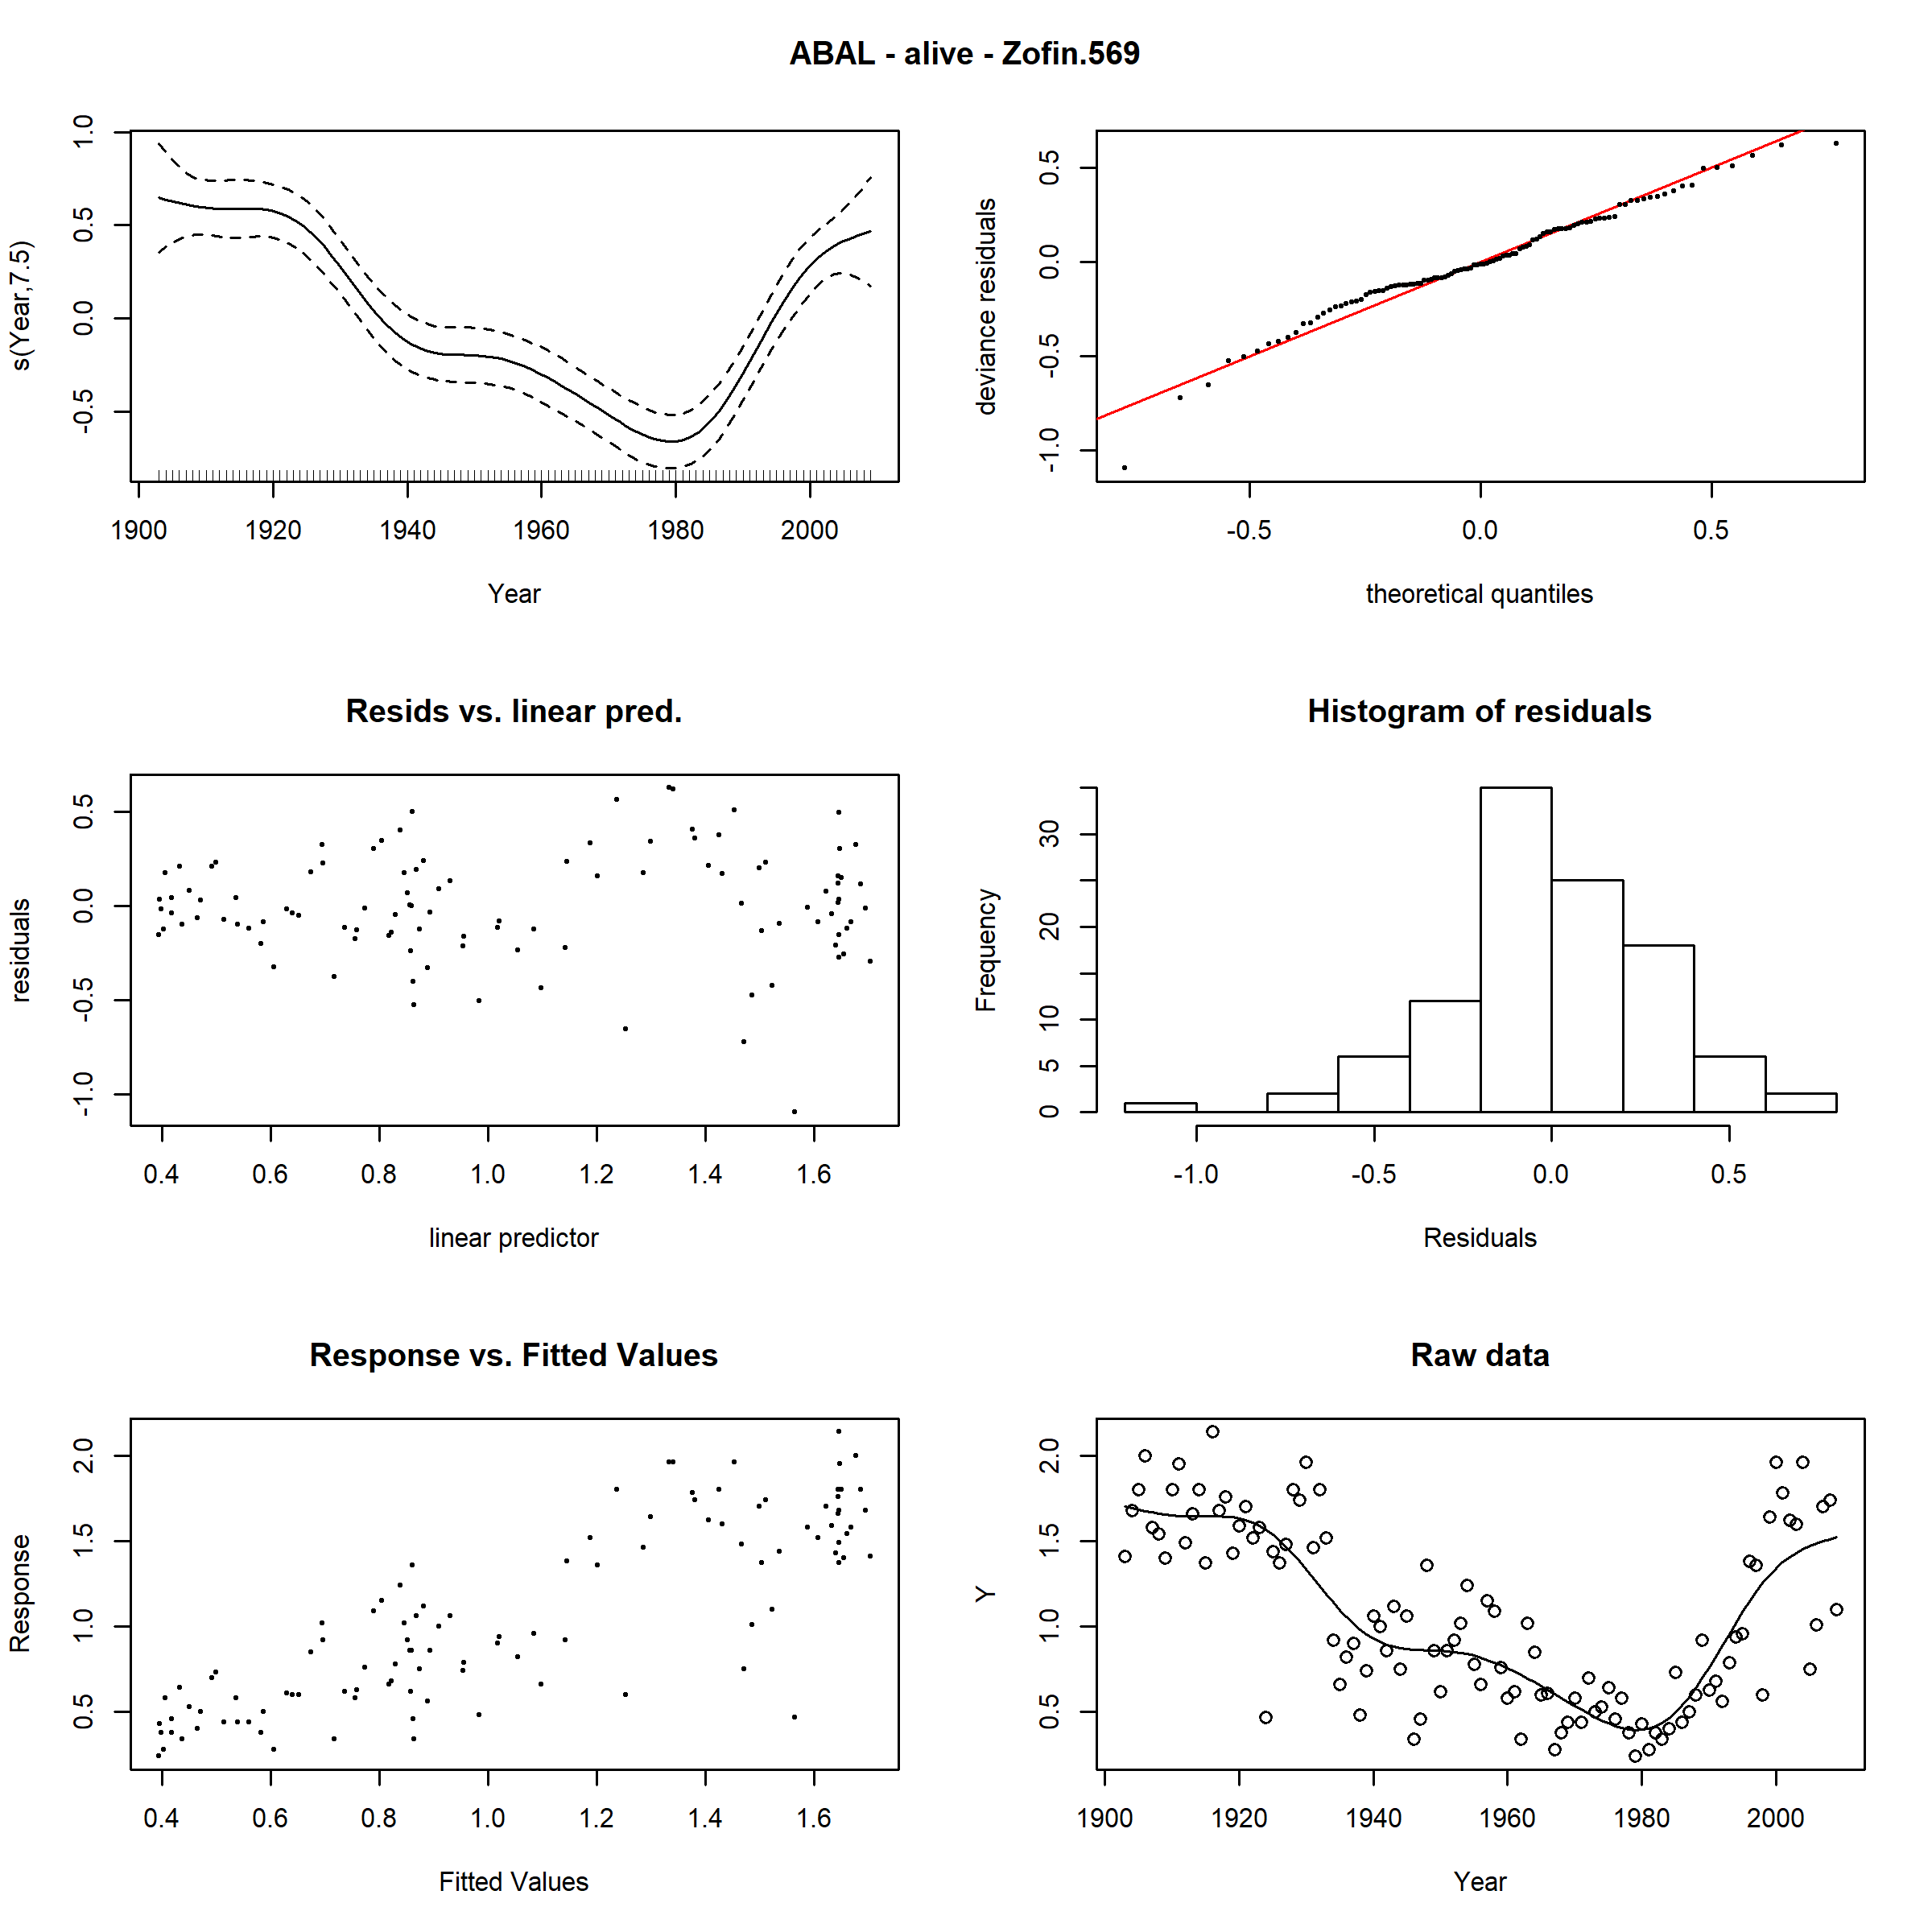 ABAL - alive - Zofin.569
s(Year,7.5)
1.0
0.5
0.0
-0.5
1900 1920 1940 1960 1980 2000
Year
deviance residuals
0.5
0.0
-0.5
-1.0
-0.5 0.0 0.5
theoretical quantiles
Resids vs. linear pred.
residuals
0.5
0.0
-0.5
-1.0
0.4 0.6 0.8 1.0 1.2 1.4 1.6
linear predictor
Histogram of residuals
Frequency
30
20
10
5
0
-1.0 -0.5 0.0 0.5
Residuals
Response vs. Fitted Values
Response
2.0
1.5
1.0
0.5
0.4 0.6 0.8 1.0 1.2 1.4 1.6
Fitted Values
Raw data
Y
2.0
1.5
1.0
0.5
1900 1920 1940 1960 1980 2000
Year